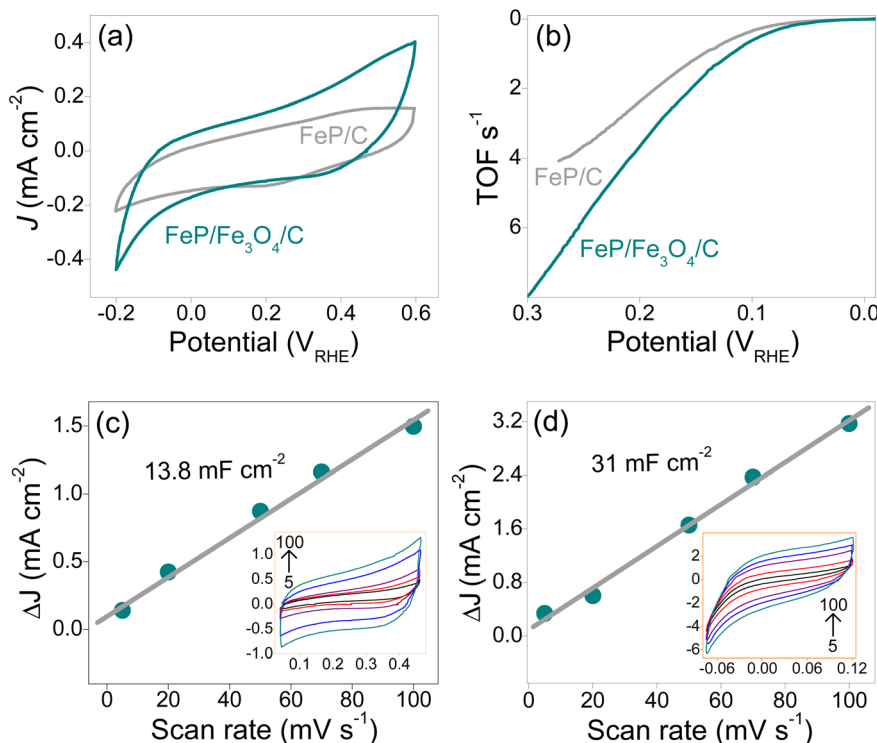 (a)
0.4
0.2
0.0
-0.2
-0.4
J (mA cm⁻²)
FeP/C
FeP/Fe₃O₄/C
-0.2 0.0 0.2 0.4 0.6
Potential (V_RHE)
(b)
0
2
4
6
TOF s⁻¹
FeP/C
FeP/Fe₃O₄/C
0.3 0.2 0.1 0.0
Potential (V_RHE)
(c)
1.5
1.0
0.5
0.0
ΔJ (mA cm⁻²)
13.8 mF cm⁻²
100
5
1.0
0.5
0.0
-0.5
-1.0
0.1 0.2 0.3 0.4
0 20 40 60 80 100
Scan rate (mV s⁻¹)
(d)
3.2
2.4
1.6
0.8
0.0
ΔJ (mA cm⁻²)
31 mF cm⁻²
2
0
-2
-4
-6
100
5
-0.06 0.00 0.06 0.12
0 20 40 60 80 100
Scan rate (mV s⁻¹)